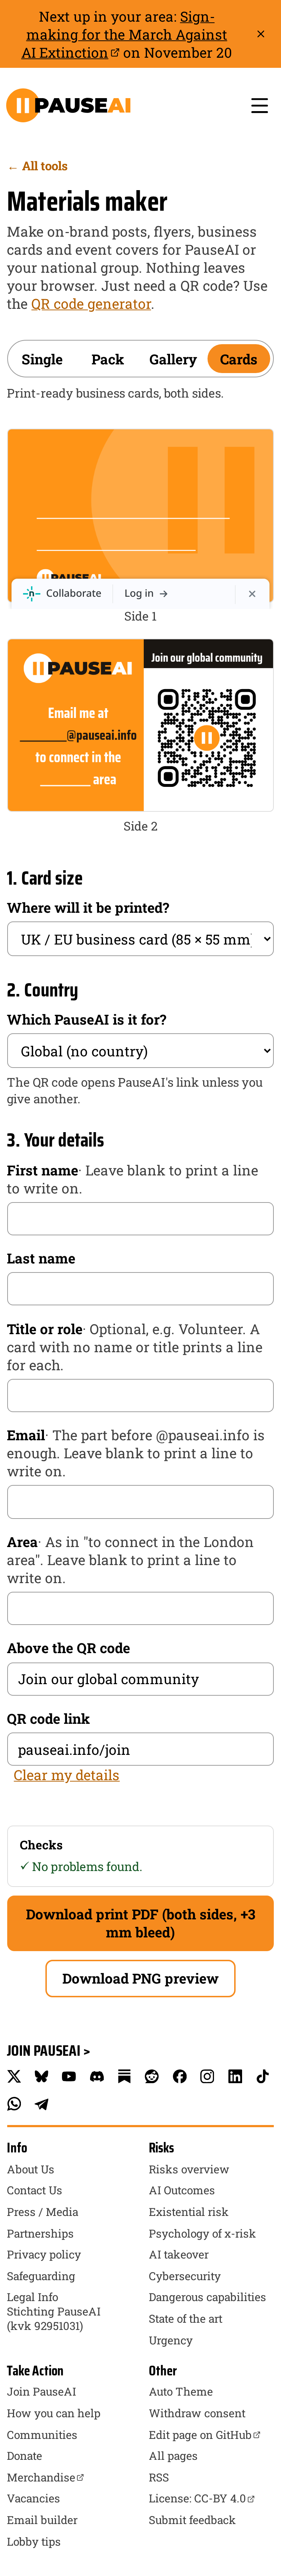 Next up in your area: Sign-
making for the March Against
AI Extinction on November 20
×
PAUSEAI
← All tools
Materials maker
Make on-brand posts, flyers, business
cards and event covers for PauseAI or
your national group. Nothing leaves
your browser. Just need a QR code? Use
the QR code generator.
Single Pack Gallery Cards
Print-ready business cards, both sides.
PAUSEAI
Collaborate Log in → ×
Side 1
PAUSEAI
Join our global community
Email me at
________@pauseai.info
to connect in the
________ area
Side 2
1. Card size
Where will it be printed?
UK / EU business card (85 × 55 mm)
2. Country
Which PauseAI is it for?
Global (no country)
The QR code opens PauseAI's link unless you
give another.
3. Your details
First name· Leave blank to print a line
to write on.
Last name
Title or role· Optional, e.g. Volunteer. A
card with no name or title prints a line
for each.
Email· The part before @pauseai.info is
enough. Leave blank to print a line to
write on.
Area· As in "to connect in the London
area". Leave blank to print a line to
write on.
Above the QR code
Join our global community
QR code link
pauseai.info/join
Clear my details
Checks
✓ No problems found.
Download print PDF (both sides, +3
mm bleed)
Download PNG preview
JOIN PAUSEAI >
Info
About Us
Contact Us
Press / Media
Partnerships
Privacy policy
Safeguarding
Legal Info
Stichting PauseAI
(kvk 92951031)
Risks
Risks overview
AI Outcomes
Existential risk
Psychology of x-risk
AI takeover
Cybersecurity
Dangerous capabilities
State of the art
Urgency
Take Action
Join PauseAI
How you can help
Communities
Donate
Merchandise
Vacancies
Email builder
Lobby tips
Other
Auto Theme
Withdraw consent
Edit page on GitHub
All pages
RSS
License: CC-BY 4.0
Submit feedback